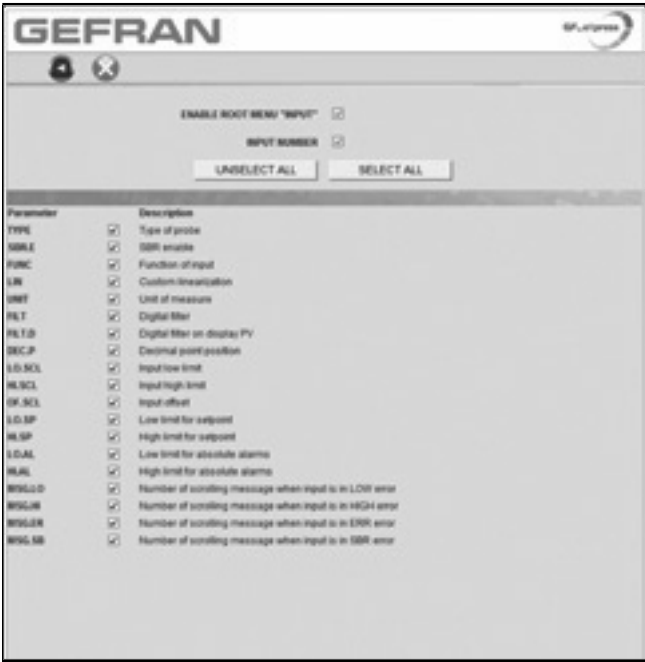 GEFRAN
GF_eXpress
ENABLE ROOT MENU "INPUT"
INPUT NUMBER
UNSELECT ALL SELECT ALL
Parameter Description
TYPE Type of probe
SBR.E SBR enable
FUNC Function of input
LIN Custom linearization
UNIT Unit of measure
FILT Digital filter
FILT.D Digital filter on display PV
DEC.P Decimal point position
LO.SCL Input low limit
HI.SCL Input high limit
OF.SCL Input offset
LO.SP Low limit for setpoint
HI.SP High limit for setpoint
LO.AL Low limit for absolute alarms
HI.AL High limit for absolute alarms
MSG.LO Number of scrolling message when input is in LOW error
MSG.HI Number of scrolling message when input is in HIGH error
MSG.ER Number of scrolling message when input is in ERR error
MSG.SB Number of scrolling message when input is in SBR error